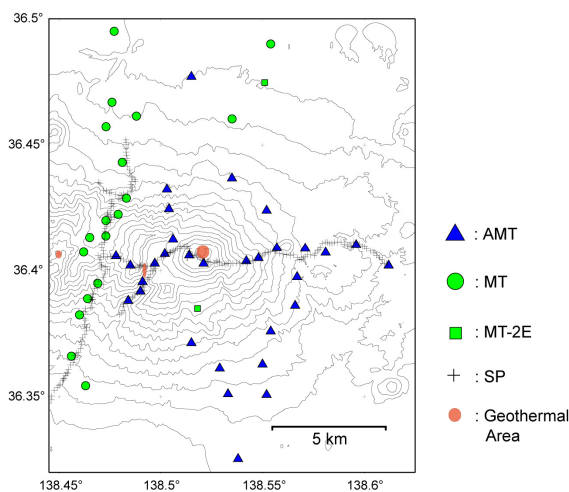 36.5°
36.45°
36.4°
36.35°
138.45°
138.5°
138.55°
138.6°
5 km
: AMT
: MT
: MT-2E
: SP
: Geothermal
Area